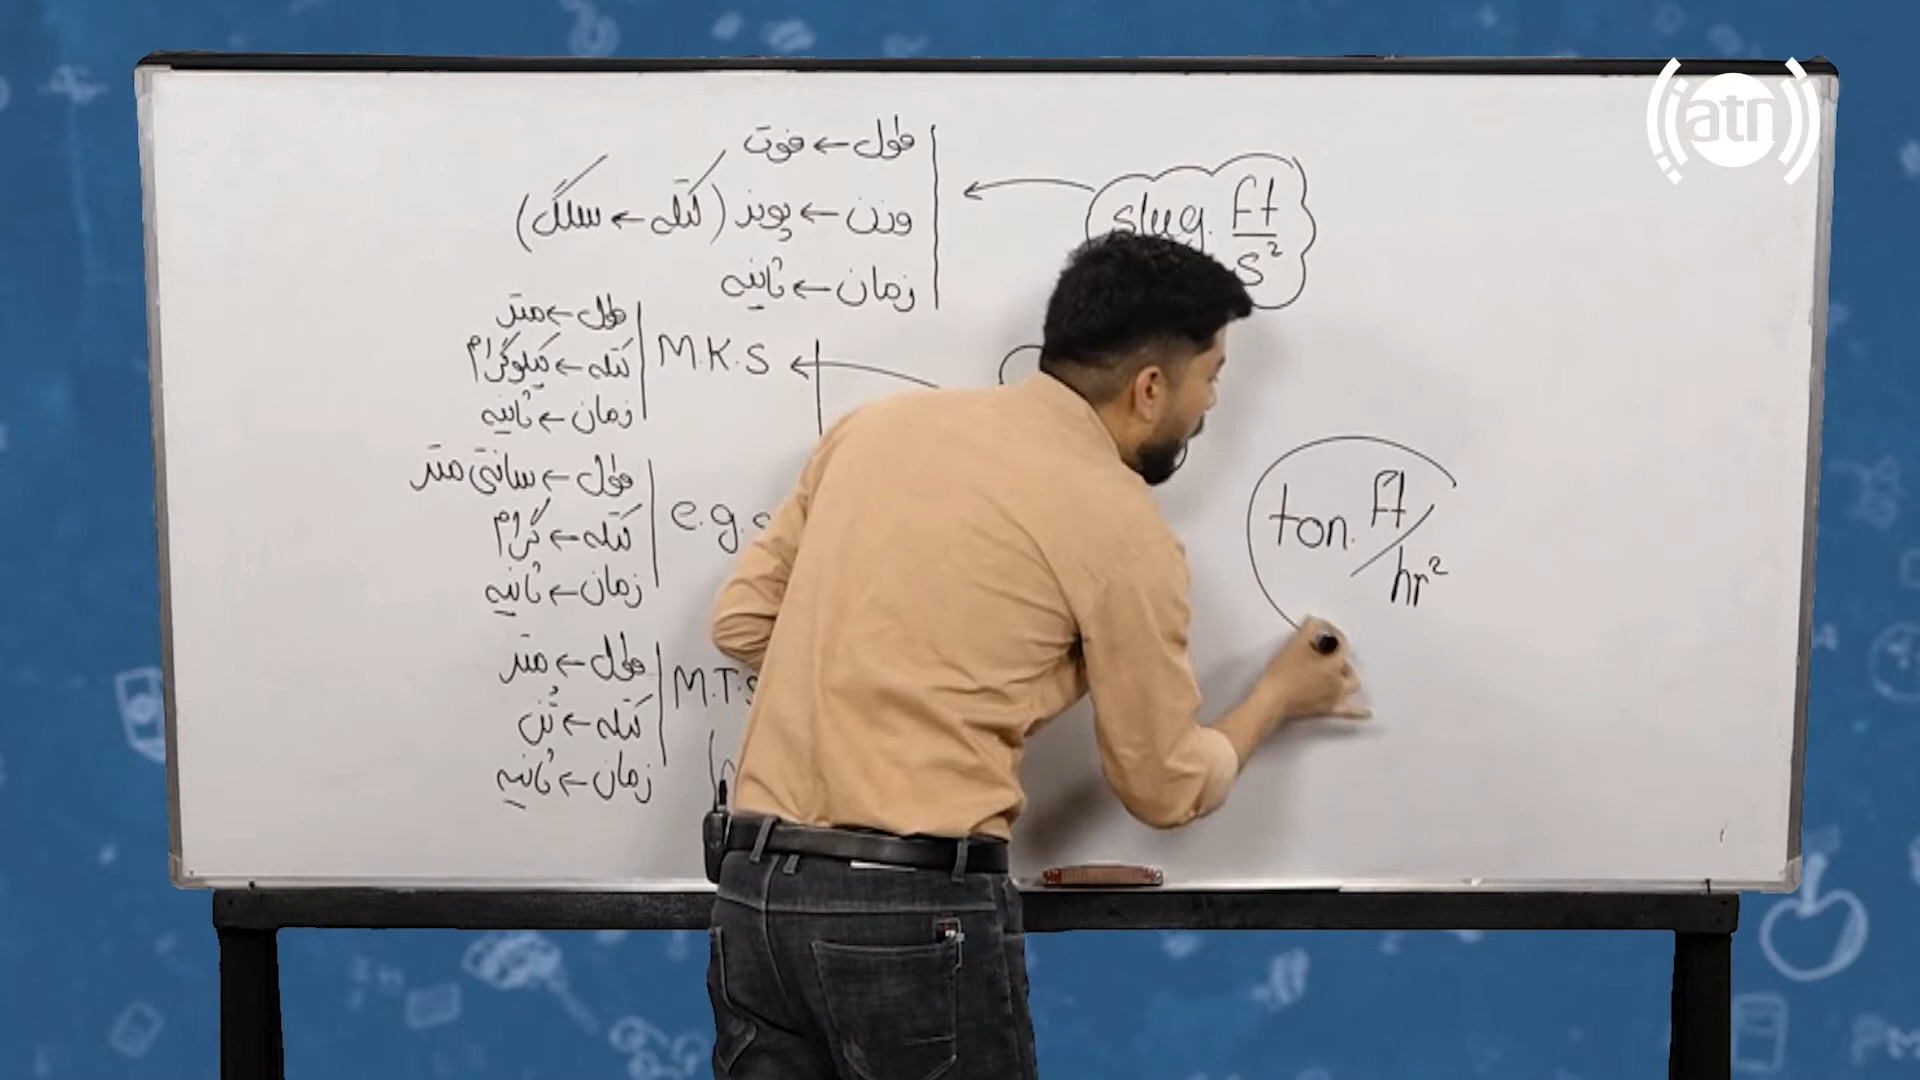 atn
طول ← فوت
وزن ← پوند (کتله ← سلگ)
زمان ← ثانیه
slug. ft
s²
M.K.S
طول ← متر
کتله ← کیلوگرام
زمان ← ثانیه
c.g.s
طول ← سانتی متر
کتله ← گرام
زمان ← ثانیه
M.T.S
طول ← متر
کتله ← تُن
زمان ← ثانیه
ton. ft/hr²